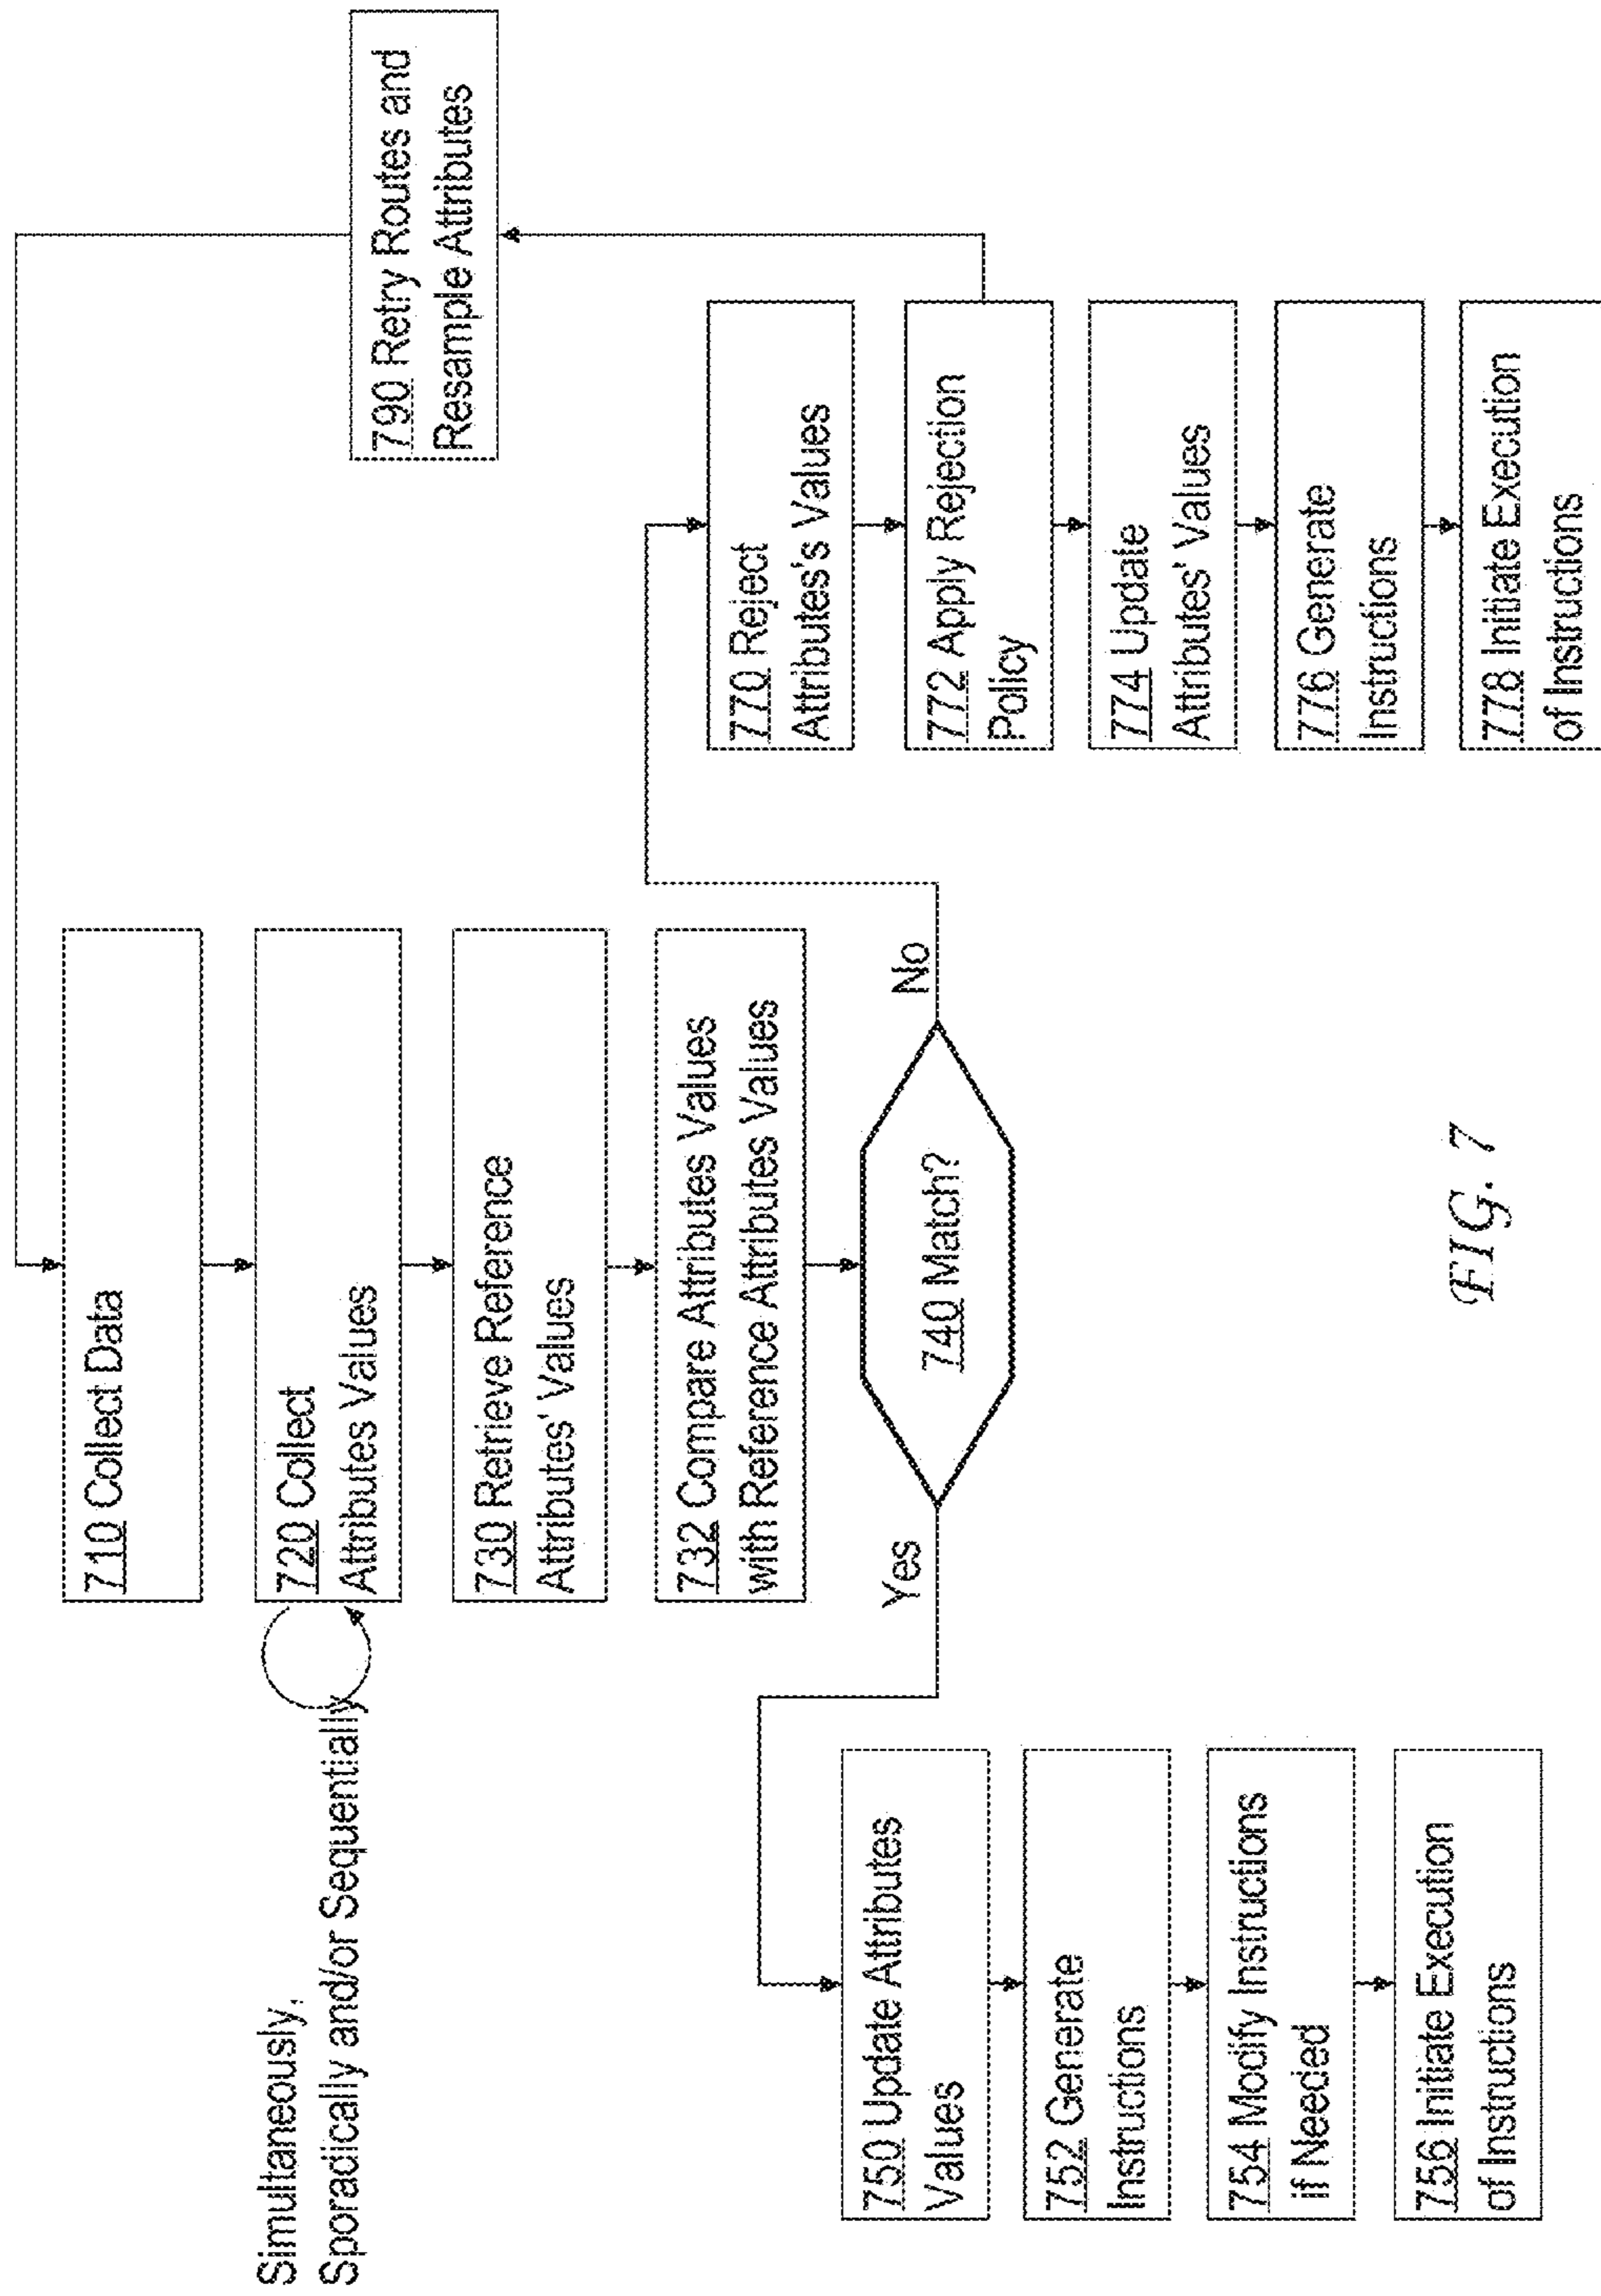 790 Retry Routes and
Resample Attributes
710 Collect Data
Simultaneously,
Sporadically and/or Sequentially
720 Collect
Attributes Values
730 Retrieve Reference
Attributes' Values
732 Compare Attributes Values
with Reference Attributes Values
740 Match?
Yes
No
750 Update Attributes
Values
752 Generate
Instructions
754 Modify Instructions
if Needed
756 Initiate Execution
of Instructions
770 Reject
Attributes's Values
772 Apply Rejection
Policy
774 Update
Attributes' Values
776 Generate
Instructions
778 Initiate Execution
of Instructions
FIG. 7